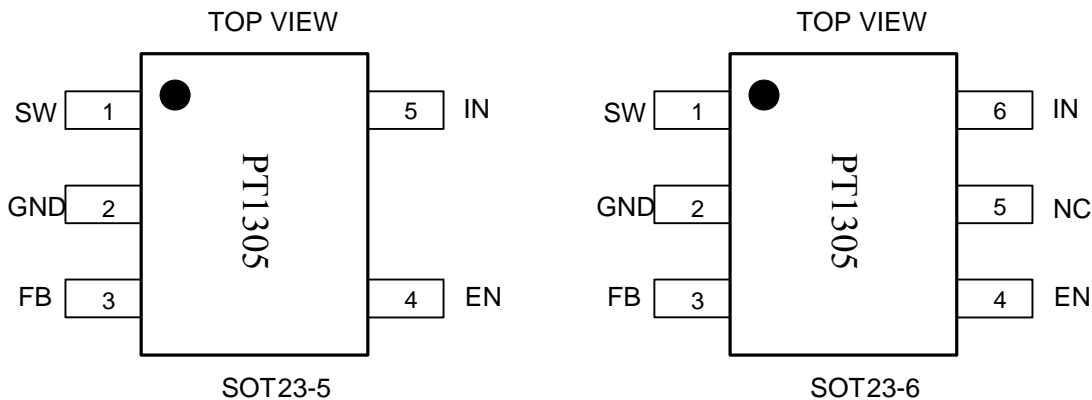 TOP VIEW
SW 1
GND 2
FB 3
5 IN
4 EN
PT1305
SOT23-5
TOP VIEW
SW 1
GND 2
FB 3
6 IN
5 NC
4 EN
PT1305
SOT23-6